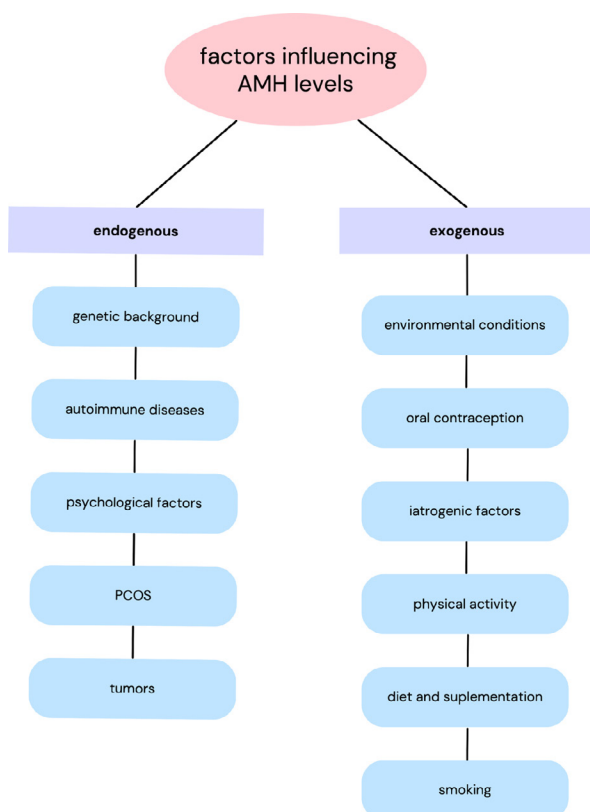 factors influencing
AMH levels
endogenous
genetic background
autoimmune diseases
psychological factors
PCOS
tumors
exogenous
environmental conditions
oral contraception
iatrogenic factors
physical activity
diet and suplementation
smoking